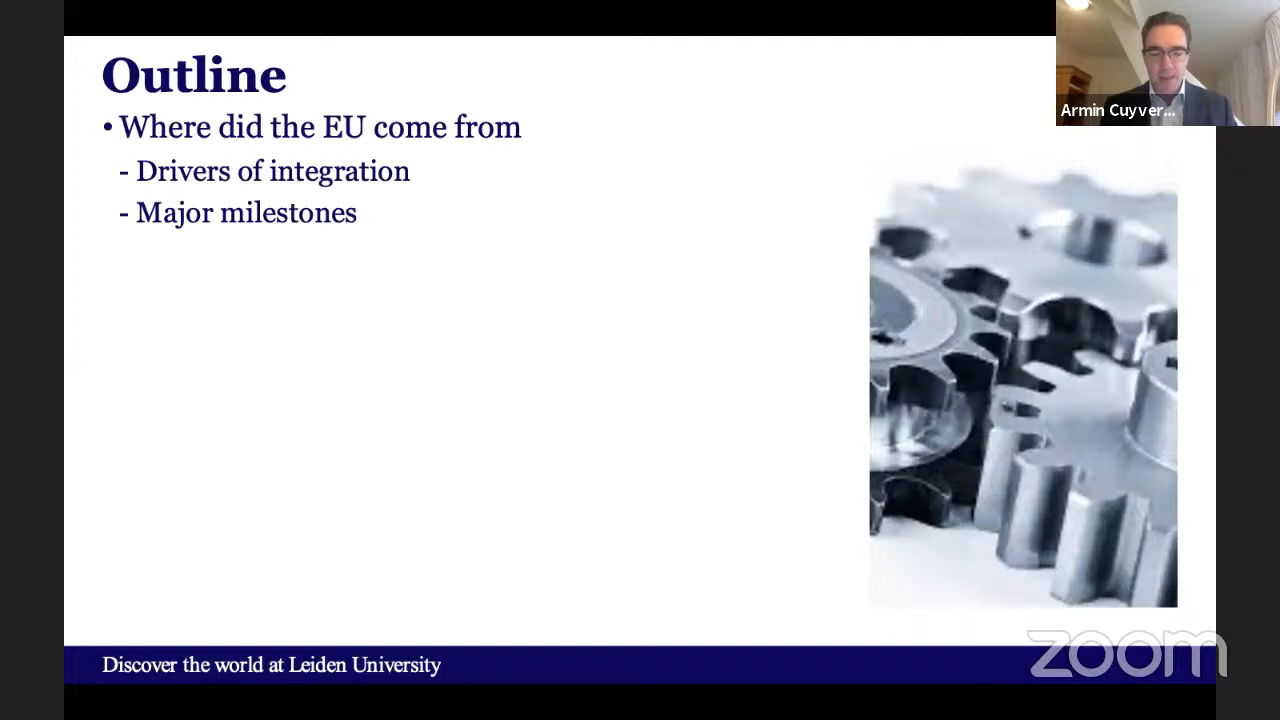 Outline
• Where did the EU come from
- Drivers of integration
- Major milestones
Armin Cuyver...
Discover the world at Leiden University
zoom